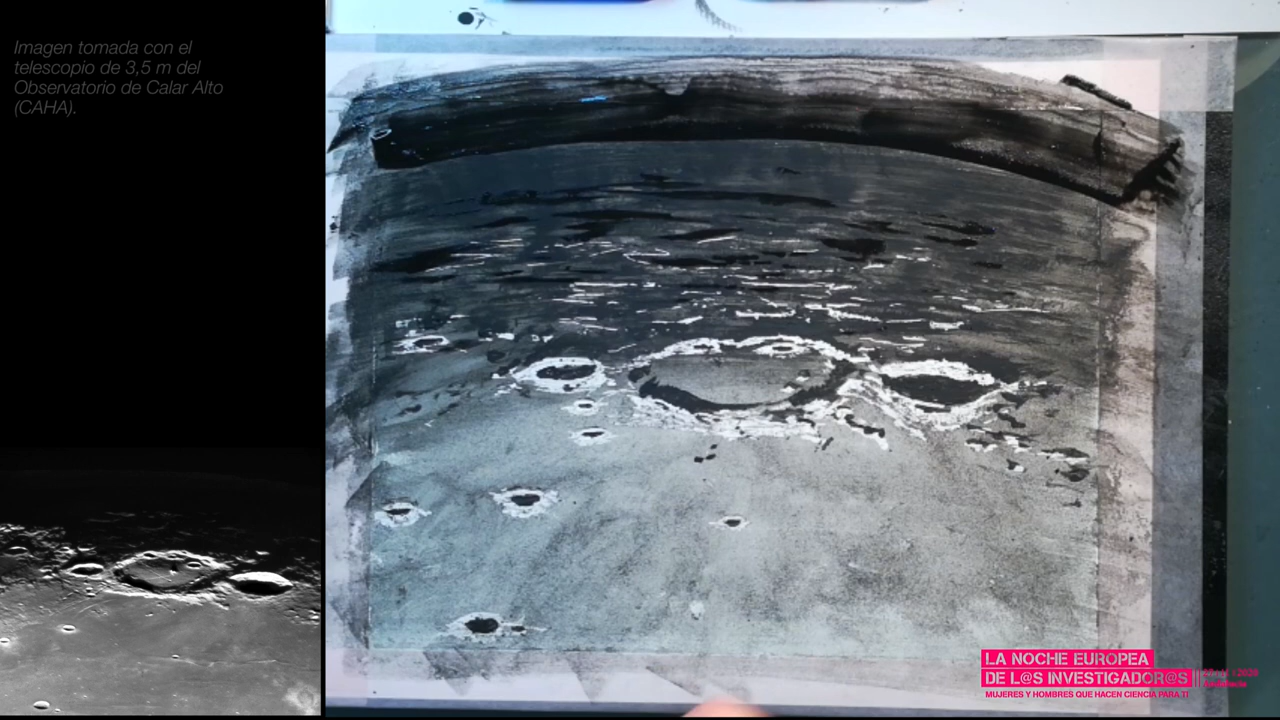 Imagen tomada con el
telescopio de 3,5 m del
Observatorio de Calar Alto
(CAHA).
LA NOCHE EUROPEA
DE L@S INVESTIGADOR@S
MUJERES Y HOMBRES QUE HACEN CIENCIA PARA TI